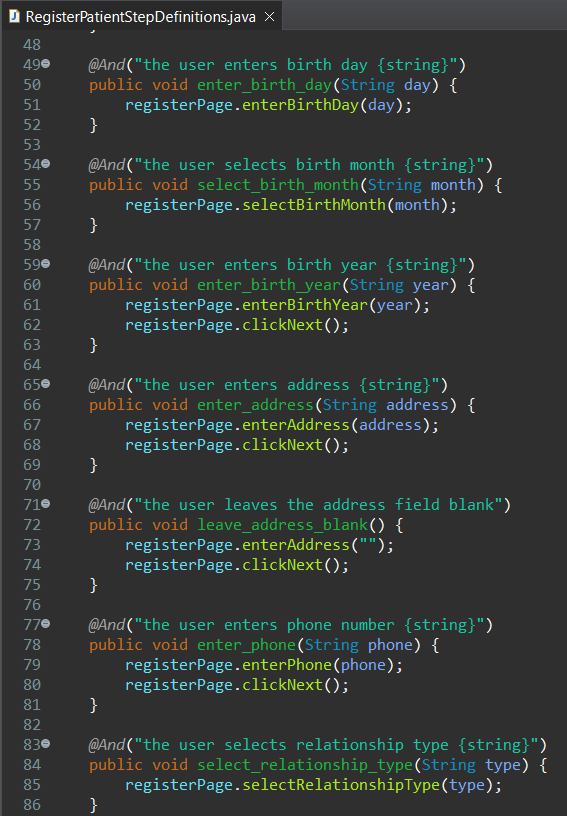 RegisterPatientStepDefinitions.java
48
49 @And("the user enters birth day {string}")
50 public void enter_birth_day(String day) {
51 registerPage.enterBirthDay(day);
52 }
53
54 @And("the user selects birth month {string}")
55 public void select_birth_month(String month) {
56 registerPage.selectBirthMonth(month);
57 }
58
59 @And("the user enters birth year {string}")
60 public void enter_birth_year(String year) {
61 registerPage.enterBirthYear(year);
62 registerPage.clickNext();
63 }
64
65 @And("the user enters address {string}")
66 public void enter_address(String address) {
67 registerPage.enterAddress(address);
68 registerPage.clickNext();
69 }
70
71 @And("the user leaves the address field blank")
72 public void leave_address_blank() {
73 registerPage.enterAddress("");
74 registerPage.clickNext();
75 }
76
77 @And("the user enters phone number {string}")
78 public void enter_phone(String phone) {
79 registerPage.enterPhone(phone);
80 registerPage.clickNext();
81 }
82
83 @And("the user selects relationship type {string}")
84 public void select_relationship_type(String type) {
85 registerPage.selectRelationshipType(type);
86 }